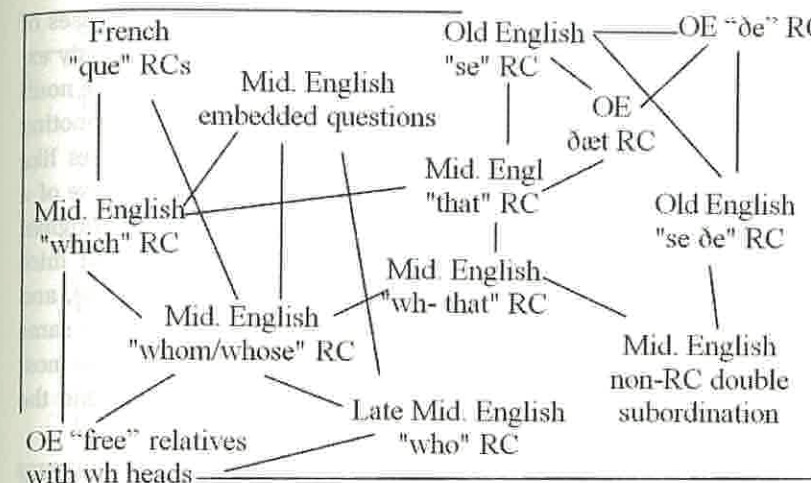 French
"que" RCs
Mid. English
embedded questions
Old English
"se" RC
OE “ðe” RC
OE
ðæt RC
Mid. Engl
"that" RC
Mid. English
"which" RC
Old English
"se ðe" RC
Mid. English
"wh- that" RC
Mid. English
"whom/whose" RC
Mid. English
non-RC double
subordination
Late Mid. English
"who" RC
OE “free” relatives
with wh heads